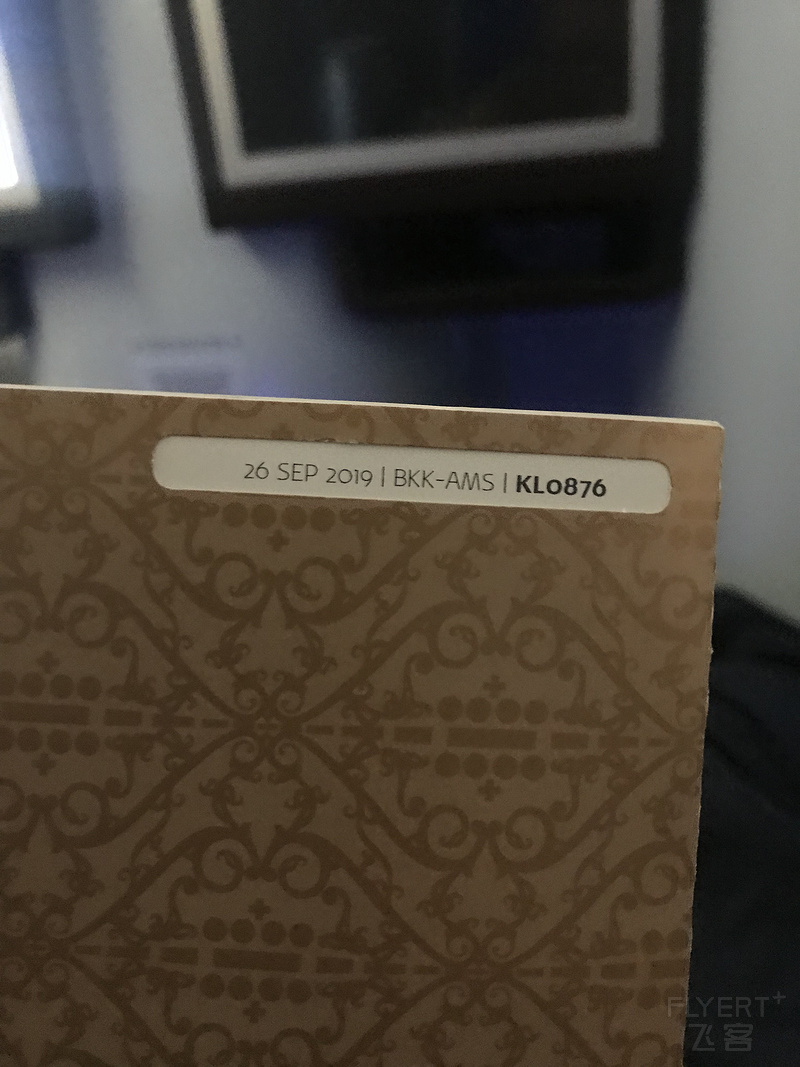 26 SEP 2019 | BKK-AMS | KL0876
FLYERT+
飞客